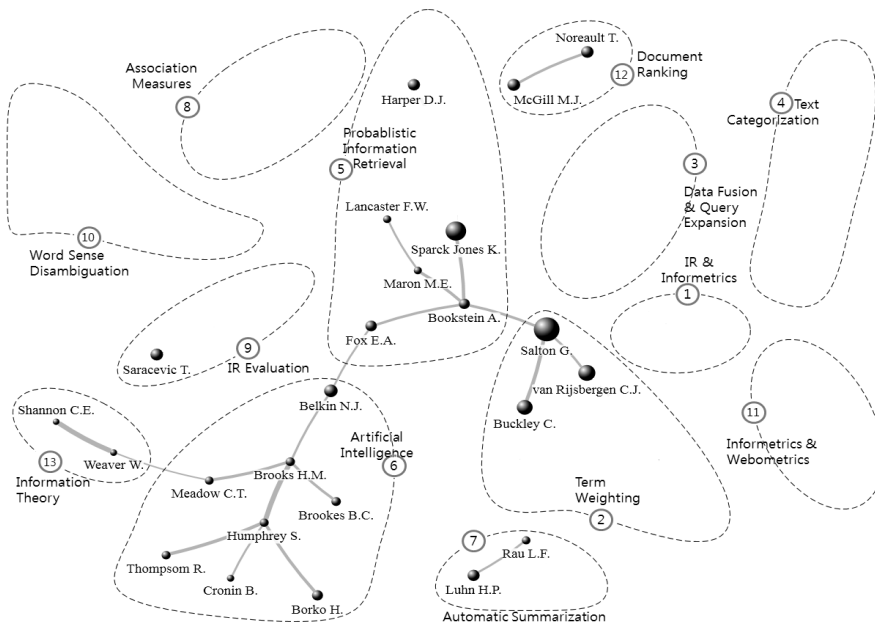 Noreault T.
Document
Ranking
12
McGill M.J.
Association
Measures
8
Harper D.J.
4
Text
Categorization
Probablistic
Information
Retrieval
5
3
Data Fusion
& Query
Expansion
Lancaster F.W.
Sparck Jones K.
10
Word Sense
Disambiguation
Maron M.E.
IR &
Informetrics
1
Bookstein A.
Fox E.A.
Salton G.
9
IR Evaluation
Saracevic T.
van Rijsbergen C.J.
Buckley C.
Belkin N.J.
Shannon C.E.
11
Informetrics &
Webometrics
Artificial
Intelligence
6
Weaver W.
13
Information
Theory
Meadow C.T.
Brooks H.M.
Brookes B.C.
Term
Weighting
2
Humphrey S.
7
Rau L.F.
Thompsom R.
Cronin B.
Borko H.
Luhn H.P.
Automatic Summarization